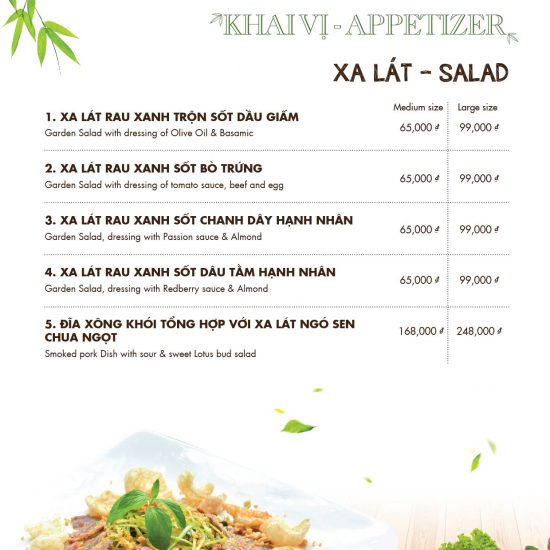 KHAI VỊ - APPETIZER
XA LÁT - SALAD
Medium size Large size
1. XA LÁT RAU XANH TRỘN SỐT DẦU GIẤM
Garden Salad with dressing of Olive Oil & Basamic
65,000 đ 99,000 đ
2. XA LÁT RAU XANH SỐT BÒ TRỨNG
Garden Salad with dressing of tomato sauce, beef and egg
65,000 đ 99,000 đ
3. XA LÁT RAU XANH SỐT CHANH DÂY HẠNH NHÂN
Garden Salad, dressing with Passion sauce & Almond
65,000 đ 99,000 đ
4. XA LÁT RAU XANH SỐT DÂU TẰM HẠNH NHÂN
Garden Salad, dressing with Redberry sauce & Almond
65,000 đ 99,000 đ
5. ĐĨA XÔNG KHÓI TỔNG HỢP VỚI XA LÁT NGÓ SEN
CHUA NGỌT
Smoked pork Dish with sour & sweet Lotus bud salad
168,000 đ 248,000 đ